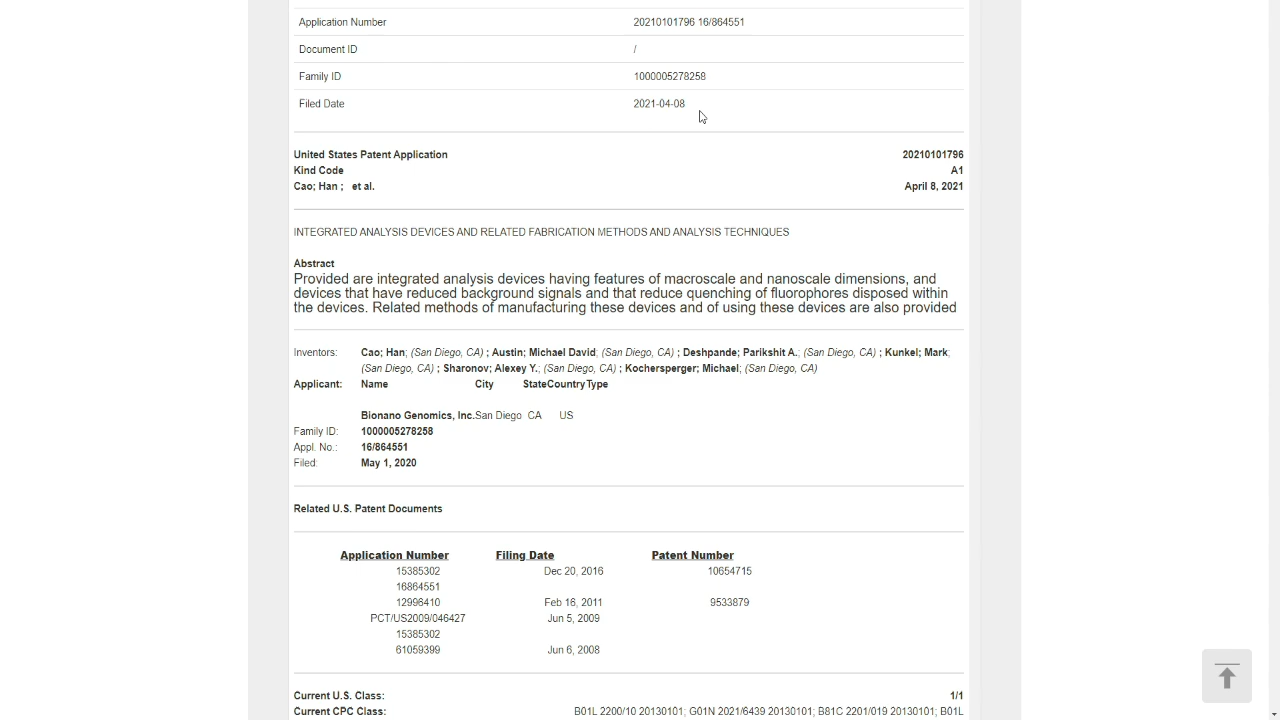 Application Number 20210101796 16/864551
Document ID /
Family ID 1000005278258
Filed Date 2021-04-08
United States Patent Application 20210101796
Kind Code A1
Cao; Han ; et al. April 8, 2021
INTEGRATED ANALYSIS DEVICES AND RELATED FABRICATION METHODS AND ANALYSIS TECHNIQUES
Abstract
Provided are integrated analysis devices having features of macroscale and nanoscale dimensions, and
devices that have reduced background signals and that reduce quenching of fluorophores disposed within
the devices. Related methods of manufacturing these devices and of using these devices are also provided
Inventors: Cao; Han; (San Diego, CA) ; Austin; Michael David; (San Diego, CA) ; Deshpande; Parikshit A.; (San Diego, CA) ; Kunkel; Mark;
(San Diego, CA) ; Sharonov; Alexey Y.; (San Diego, CA) ; Kochersperger; Michael; (San Diego, CA)
Applicant: Name City StateCountryType
Bionano Genomics, Inc.San Diego CA US
Family ID: 1000005278258
Appl. No.: 16/864551
Filed: May 1, 2020
Related U.S. Patent Documents
Application Number Filing Date Patent Number
15385302 Dec 20, 2016 10654715
16864551
12996410 Feb 16, 2011 9533879
PCT/US2009/046427 Jun 5, 2009
15385302
61059399 Jun 6, 2008
Current U.S. Class: 1/1
Current CPC Class: B01L 2200/10 20130101; G01N 2021/6439 20130101; B81C 2201/019 20130101; B01L